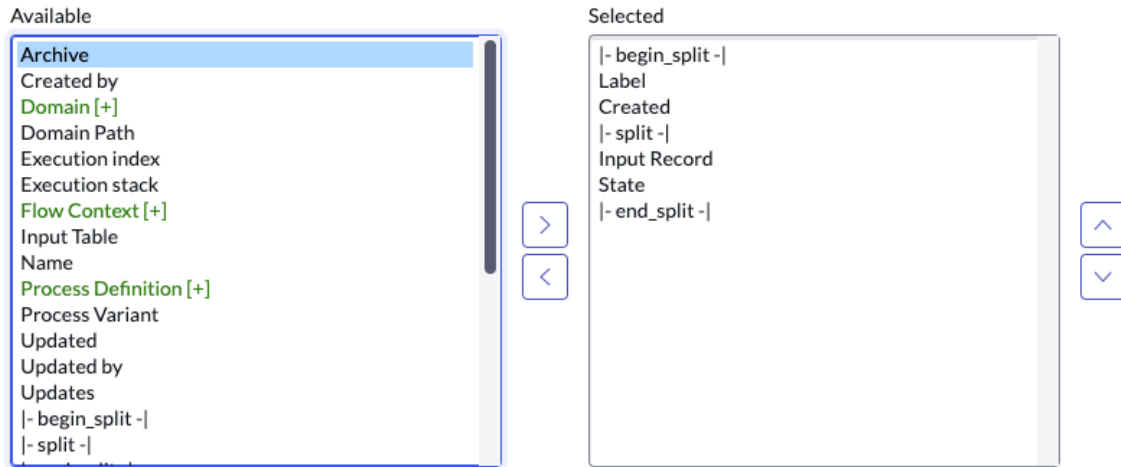 Available
Archive
Created by
Domain [+]
Domain Path
Execution index
Execution stack
Flow Context [+]
Input Table
Name
Process Definition [+]
Process Variant
Updated
Updated by
Updates
|- begin_split -|
|- split -|
Selected
|- begin_split -|
Label
Created
|- split -|
Input Record
State
|- end_split -|